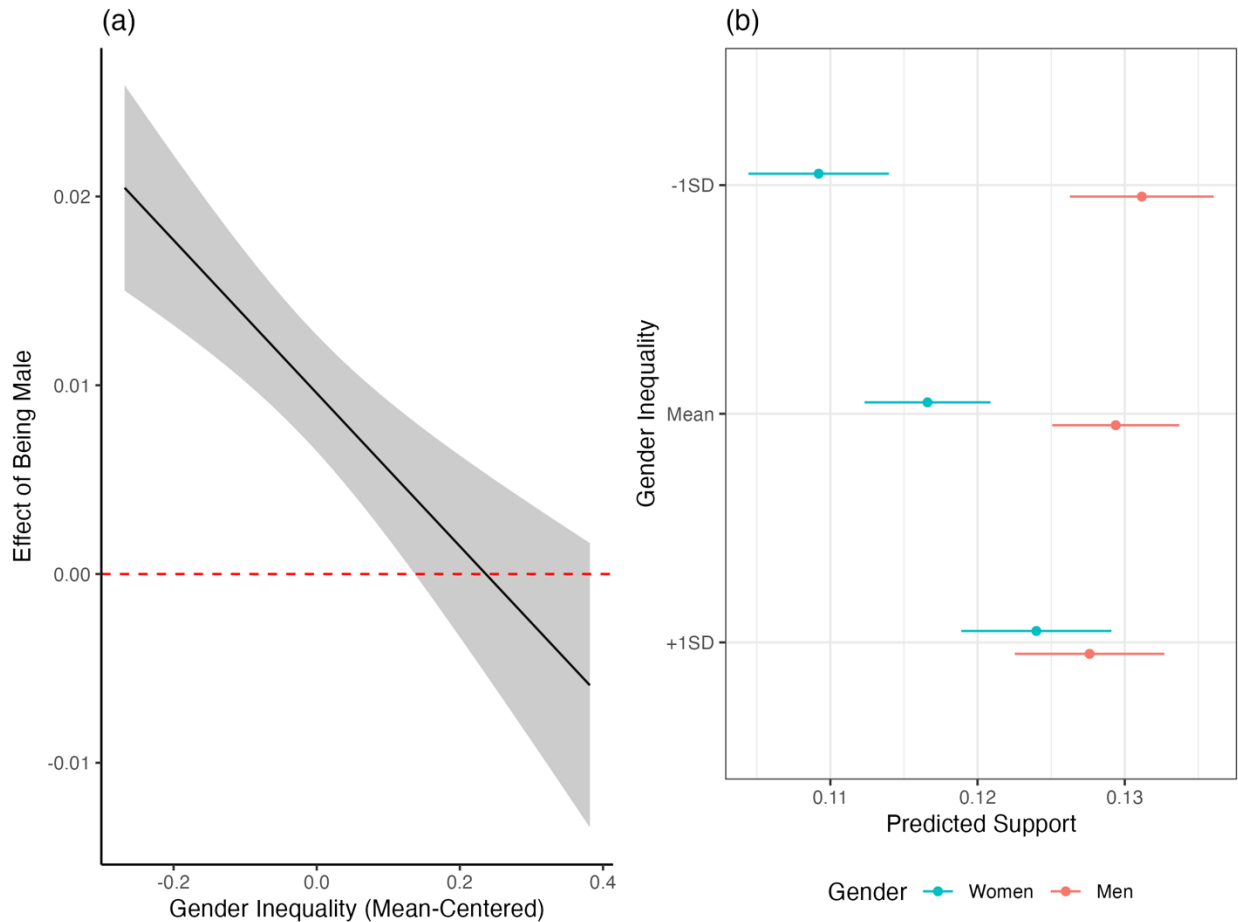 (a)
Effect of Being Male
0.02
0.01
0.00
-0.01
-0.2
0.0
0.2
0.4
Gender Inequality (Mean-Centered)
(b)
Gender Inequality
-1SD
Mean
+1SD
0.11
0.12
0.13
Predicted Support
Gender
Women
Men